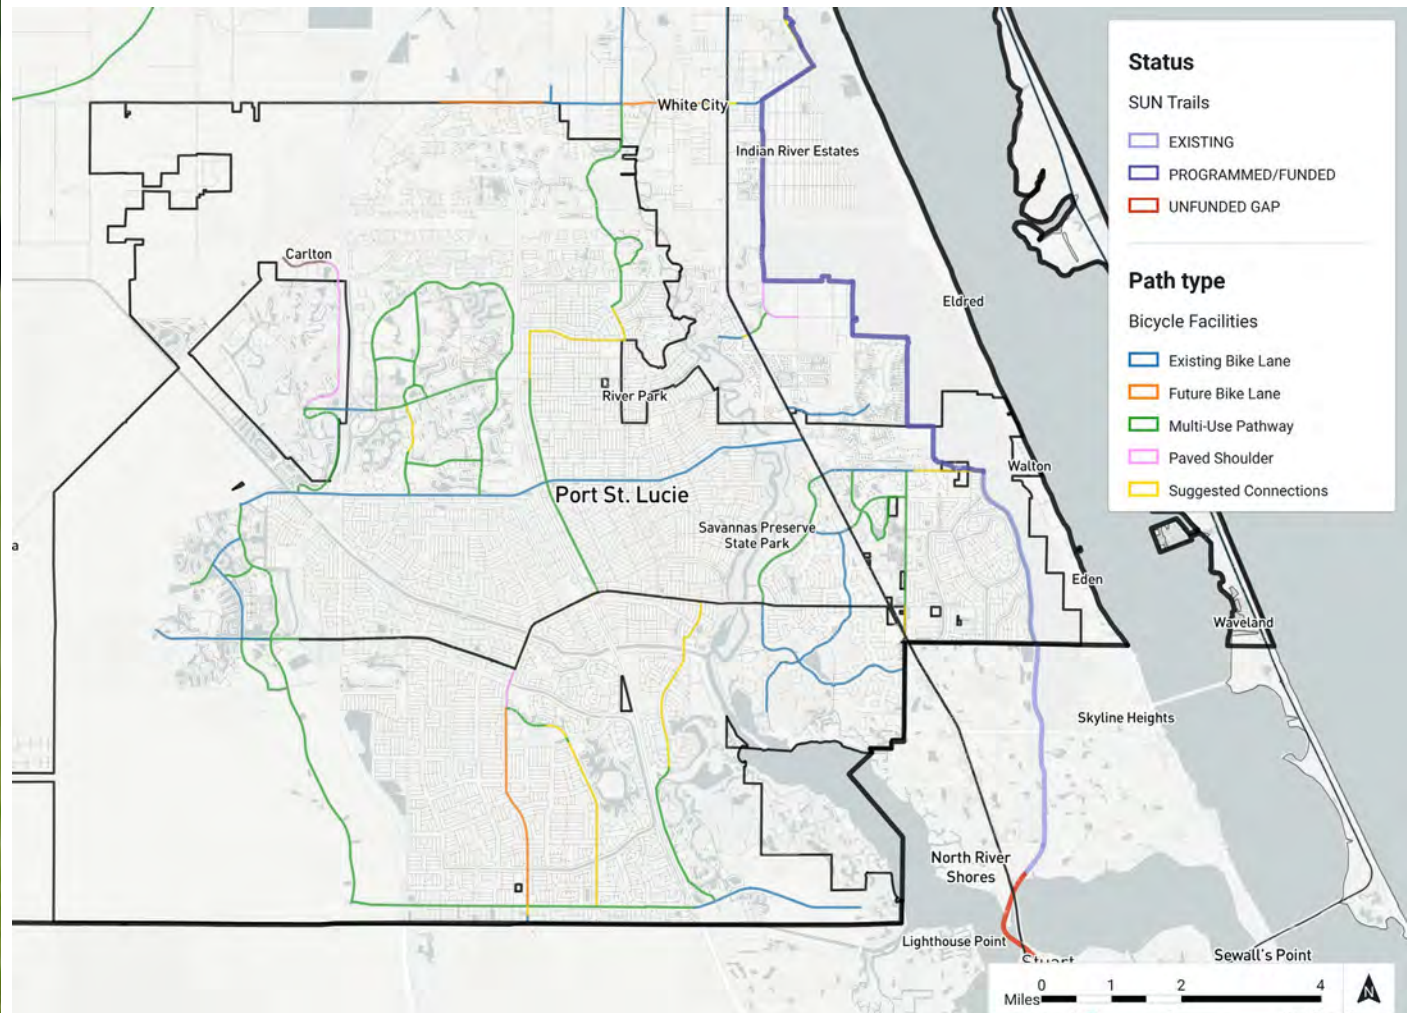 Status
SUN Trails
EXISTING
PROGRAMMED/FUNDED
UNFUNDED GAP
Path type
Bicycle Facilities
Existing Bike Lane
Future Bike Lane
Multi-Use Pathway
Paved Shoulder
Suggested Connections
White City
Indian River Estates
Carlton
Eldred
River Park
Walton
Port St. Lucie
Savannas Preserve
State Park
a
Eden
Waveland
Skyline Heights
North River
Shores
Lighthouse Point
Stuart
Sewall's Point
0 1 2 4
Miles
N